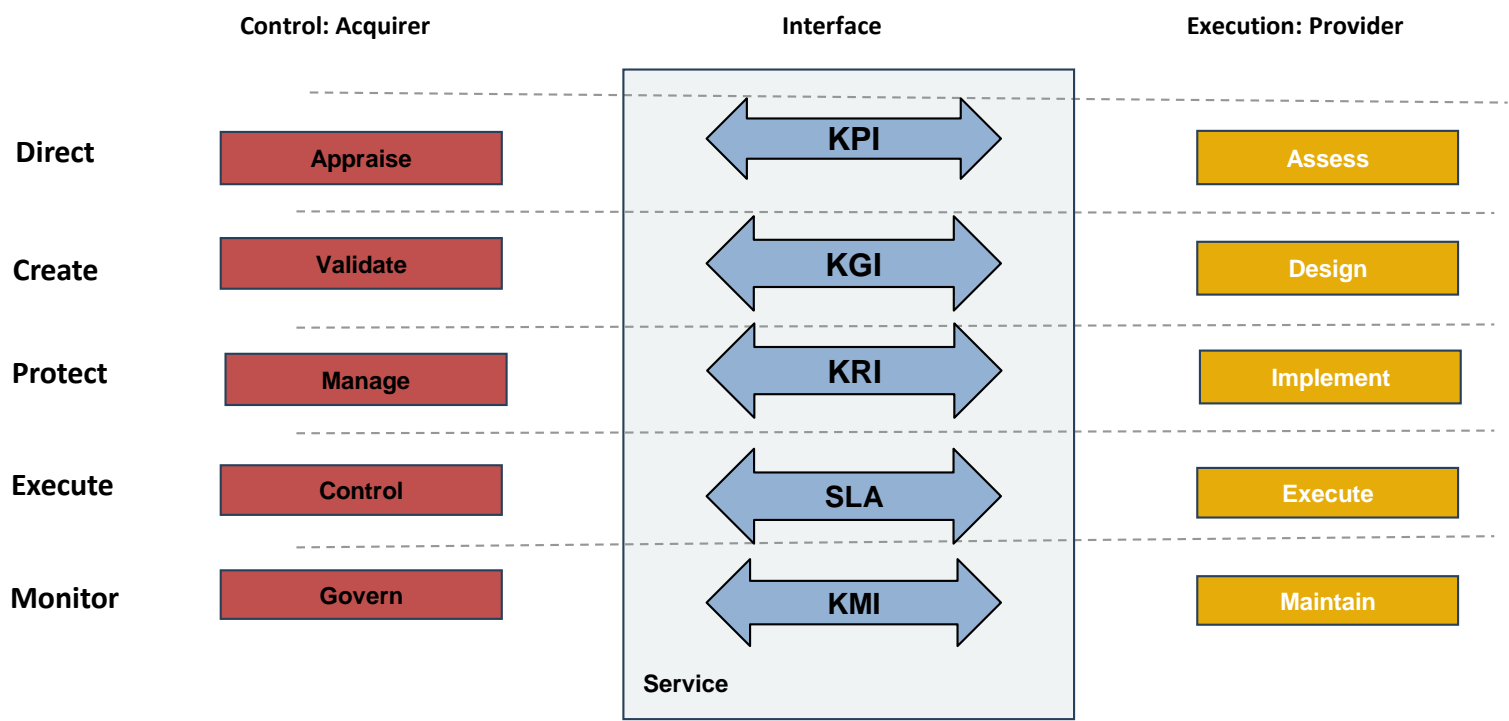 Control: Acquirer
Interface
Execution: Provider
Direct
Appraise
KPI
Assess
Create
Validate
KGI
Design
Protect
Manage
KRI
Implement
Execute
Control
SLA
Execute
Monitor
Govern
KMI
Maintain
Service